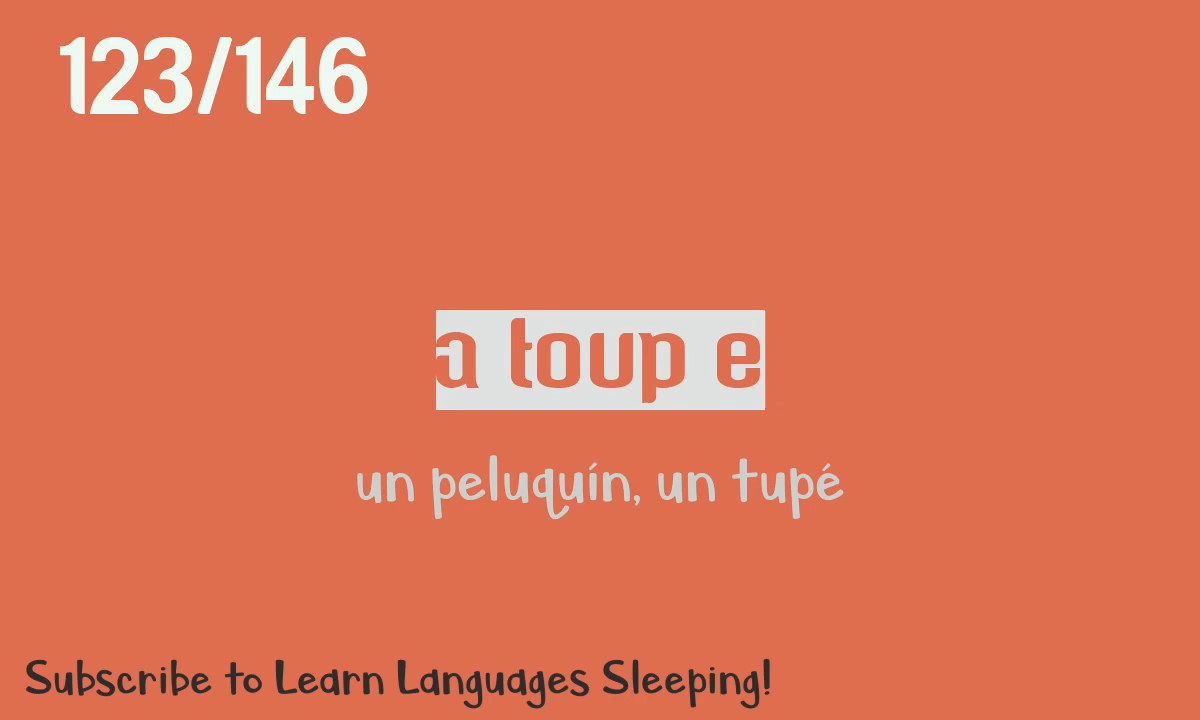 123/146
a toup e
un peluquín, un tupé
Subscribe to Learn Languages Sleeping!